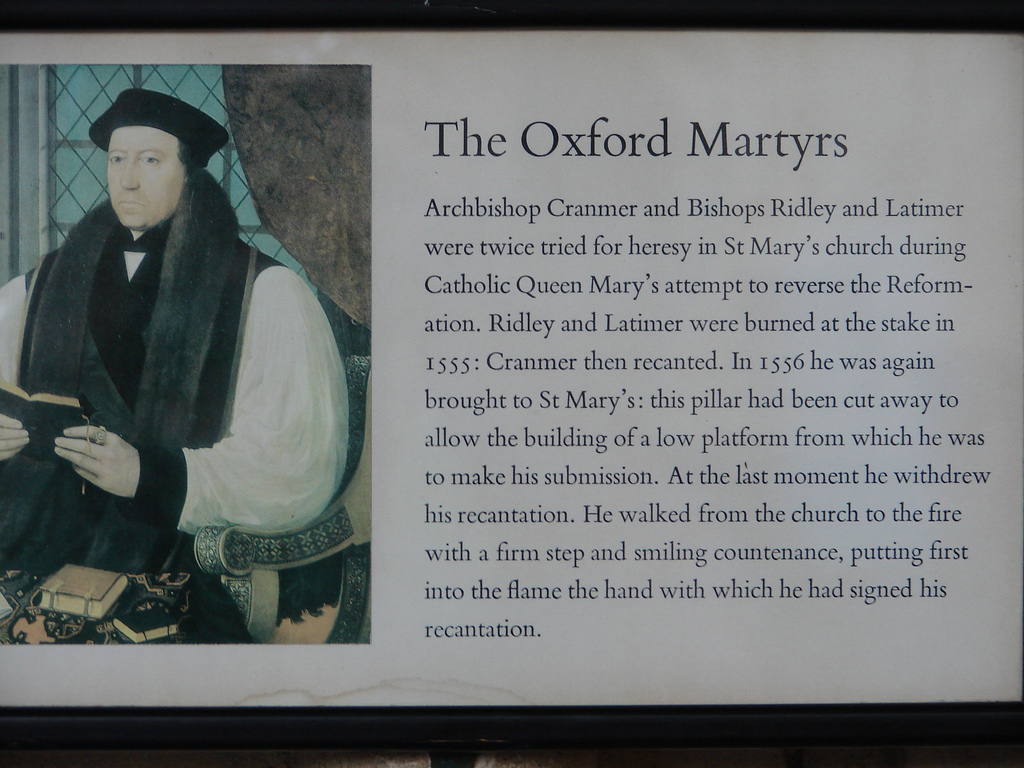 The Oxford Martyrs
Archbishop Cranmer and Bishops Ridley and Latimer
were twice tried for heresy in St Mary's church during
Catholic Queen Mary's attempt to reverse the Reform-
ation. Ridley and Latimer were burned at the stake in
1555: Cranmer then recanted. In 1556 he was again
brought to St Mary's: this pillar had been cut away to
allow the building of a low platform from which he was
to make his submission. At the last moment he withdrew
his recantation. He walked from the church to the fire
with a firm step and smiling countenance, putting first
into the flame the hand with which he had signed his
recantation.